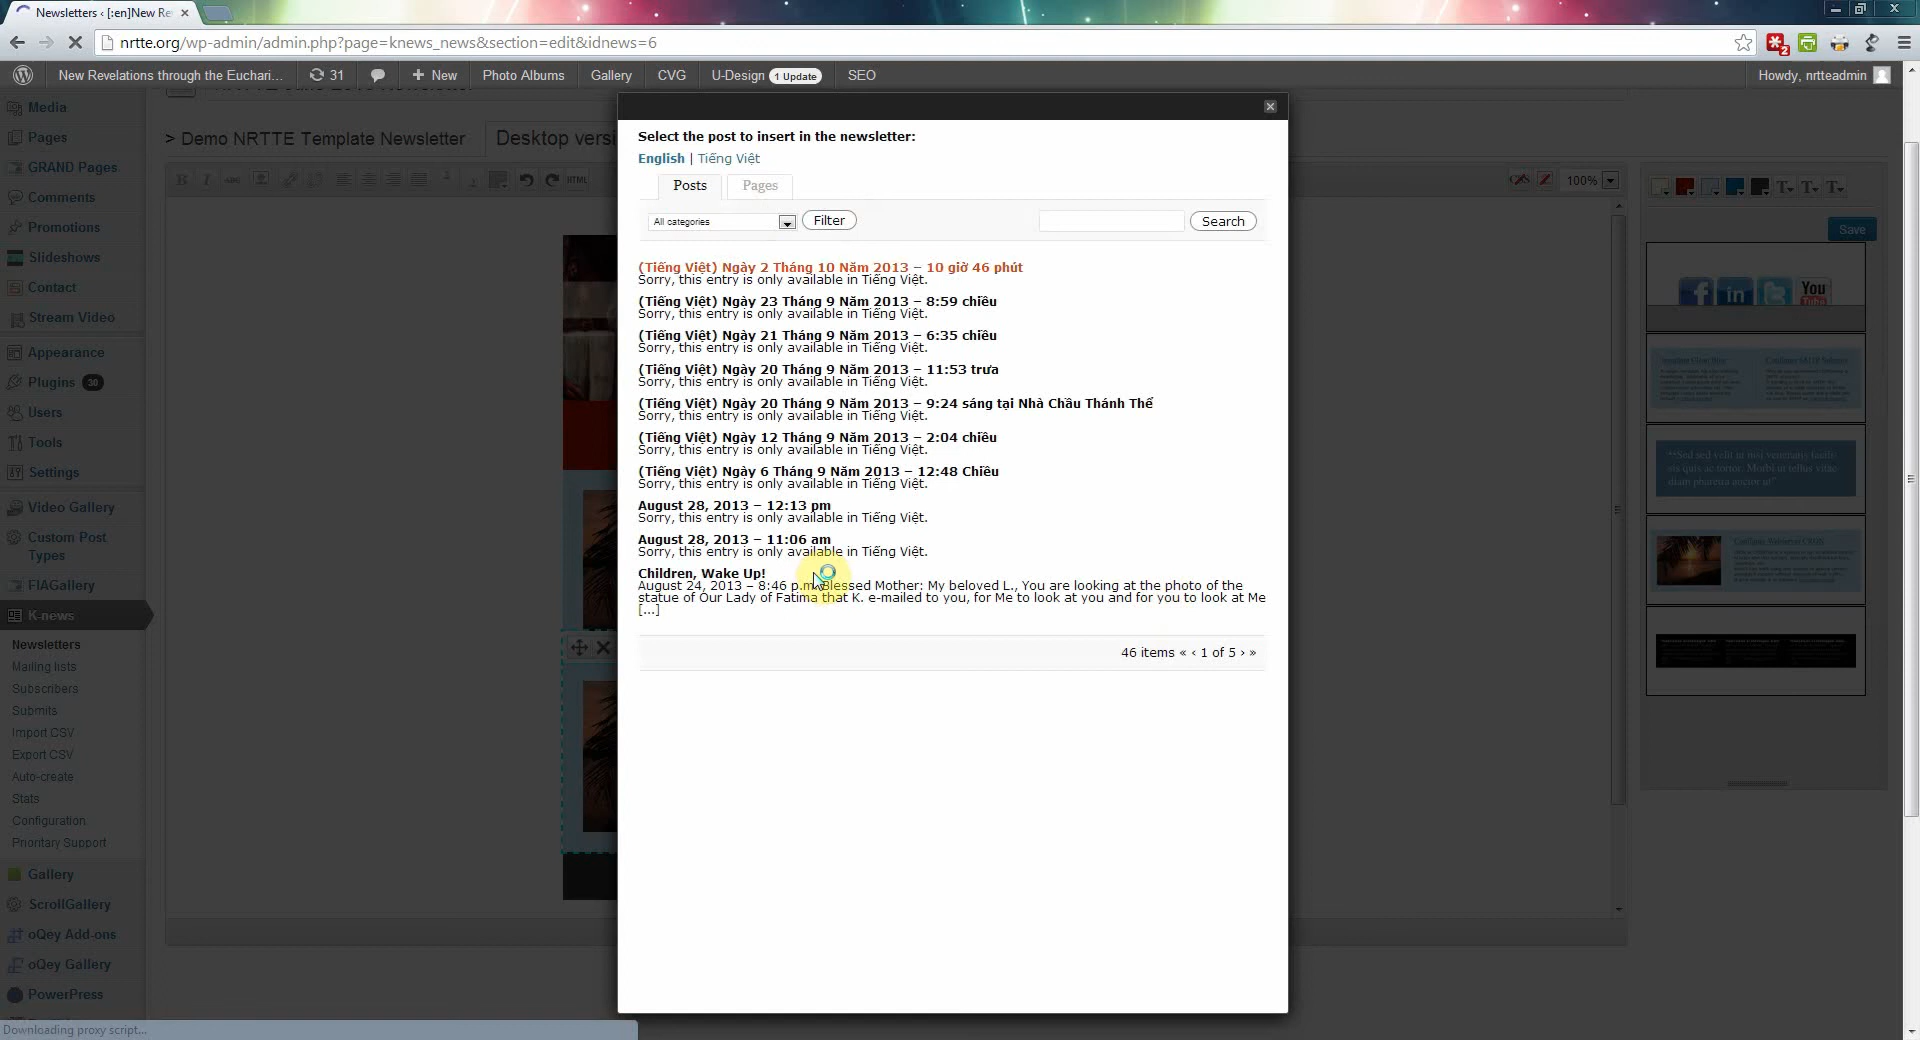 Newsletters ‹ [:en]New Re
nrtte.org/wp-admin/admin.php?page=knews_news&section=edit&idnews=6
2
New Revelations through the Euchari...
31
New
Photo Albums
Gallery
CVG
U-Design 1 Update
SEO
Howdy, nrtteadmin
Media
Pages
GRAND Pages
Comments
Promotions
Slideshows
Contact
Stream Video
Appearance
Plugins 30
Users
Tools
Settings
Video Gallery
Custom Post
Types
FIAGallery
K-news
Newsletters
Mailing lists
Subscribers
Submits
Import CSV
Export CSV
Auto-create
Stats
Configuration
Prioritary Support
Gallery
ScrollGallery
oQey Add-ons
oQey Gallery
PowerPress
Downloading proxy script...
> Demo NRTTE Template Newsletter
Desktop versi
B I ABC
HTML
CSS
100%
Save
You
Tube
Select the post to insert in the newsletter:
English | Tiếng Việt
Posts
Pages
All categories
Filter
Search
(Tiếng Việt) Ngày 2 Tháng 10 Năm 2013 – 10 giờ 46 phút
Sorry, this entry is only available in Tiếng Việt.
(Tiếng Việt) Ngày 23 Tháng 9 Năm 2013 – 8:59 chiều
Sorry, this entry is only available in Tiếng Việt.
(Tiếng Việt) Ngày 21 Tháng 9 Năm 2013 – 6:35 chiều
Sorry, this entry is only available in Tiếng Việt.
(Tiếng Việt) Ngày 20 Tháng 9 Năm 2013 – 11:53 trưa
Sorry, this entry is only available in Tiếng Việt.
(Tiếng Việt) Ngày 20 Tháng 9 Năm 2013 – 9:24 sáng tại Nhà Chầu Thánh Thể
Sorry, this entry is only available in Tiếng Việt.
(Tiếng Việt) Ngày 12 Tháng 9 Năm 2013 – 2:04 chiều
Sorry, this entry is only available in Tiếng Việt.
(Tiếng Việt) Ngày 6 Tháng 9 Năm 2013 – 12:48 Chiều
Sorry, this entry is only available in Tiếng Việt.
August 28, 2013 – 12:13 pm
Sorry, this entry is only available in Tiếng Việt.
August 28, 2013 – 11:06 am
Sorry, this entry is only available in Tiếng Việt.
Children, Wake Up!
August 24, 2013 – 8:46 p.m. Blessed Mother: My beloved L., You are looking at the photo of the
statue of Our Lady of Fatima that K. e-mailed to you, for Me to look at you and for you to look at Me
[...]
46 items « ‹ 1 of 5 › »